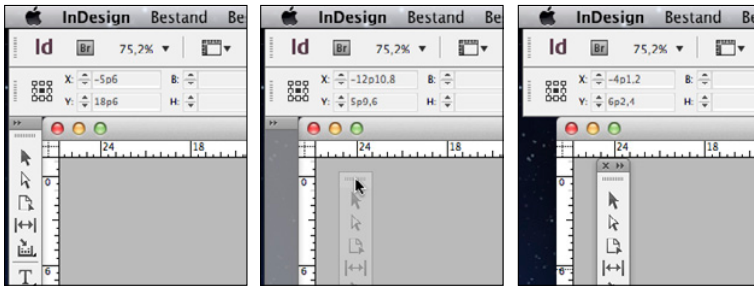 InDesign Bestand Be
Id Br 75,2%
X: -5p6 B:
Y: 18p6 H:
24 18
0
6
T
InDesign Bestand Be
Id Br 75,2%
X: -12p10,8 B:
Y: 5p9,6 H:
24 18
0
6
InDesign Bestand B
Id Br 75,2%
X: -4p1,2 B:
Y: 6p2,4 H:
24 18
0
6